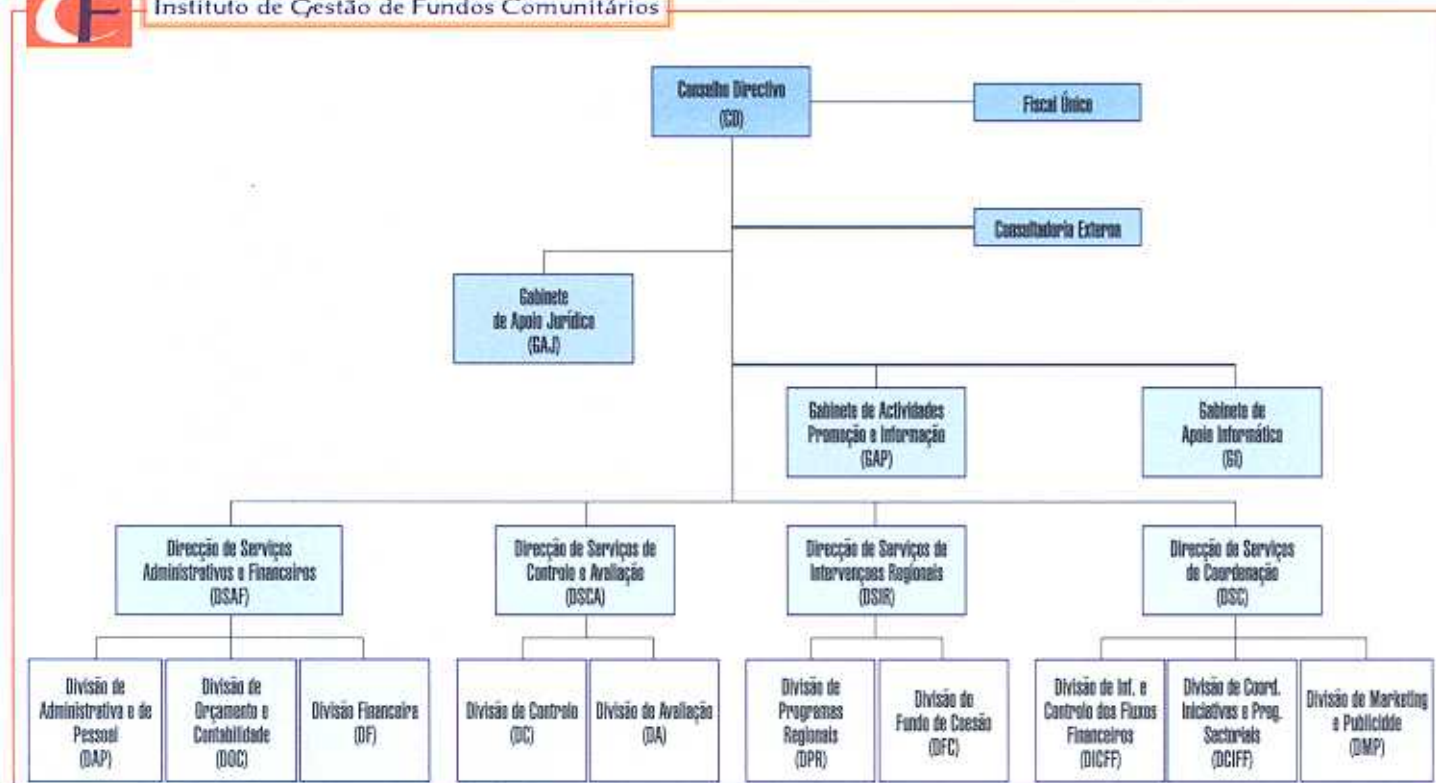 Instituto de Gestão de Fundos Comunitários
Conselho Directivo
(CD)
Fiscal Único
Consultadoria Externa
Gabinete
de Apoio Jurídico
(GAJ)
Gabinete de Actividades
Promoção e Informação
(GAP)
Gabinete de
Apoio Informático
(GI)
Direcção de Serviços
Administrativos e Financeiros
(DSAF)
Direcção de Serviços de
Controlo e Avaliação
(DSCA)
Direcção de Serviços de
Intervençoes Regionais
(DSIR)
Direcção de Serviços
de Coordenação
(DSC)
Divisão de
Administrativa e de
Pessoal
(DAP)
Divisão de
Orçamento e
Contabilidade
(DOC)
Divisão Financeira
(DF)
Divisão de Controlo
(DC)
Divisão de Avaliação
(DA)
Divisão de
Programas
Regionais
(DPR)
Divisão do
Fundo de Coesão
(DFC)
Divisão de Inf. e
Controlo dos Fluxos
Financeiros
(DICFF)
Divisão de Coord.
Iniciativas e Prog.
Sectoriais
(DCIFF)
Divisão de Marketing
e Publicidde
(DMP)